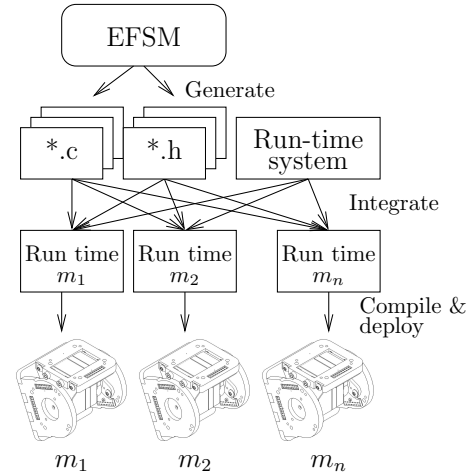 EFSM
Generate
*.c
*.h
Run-time
system
Integrate
Run time
m₁
Run time
m₂
Run time
mₙ
Compile &
deploy
m₁
m₂
mₙ